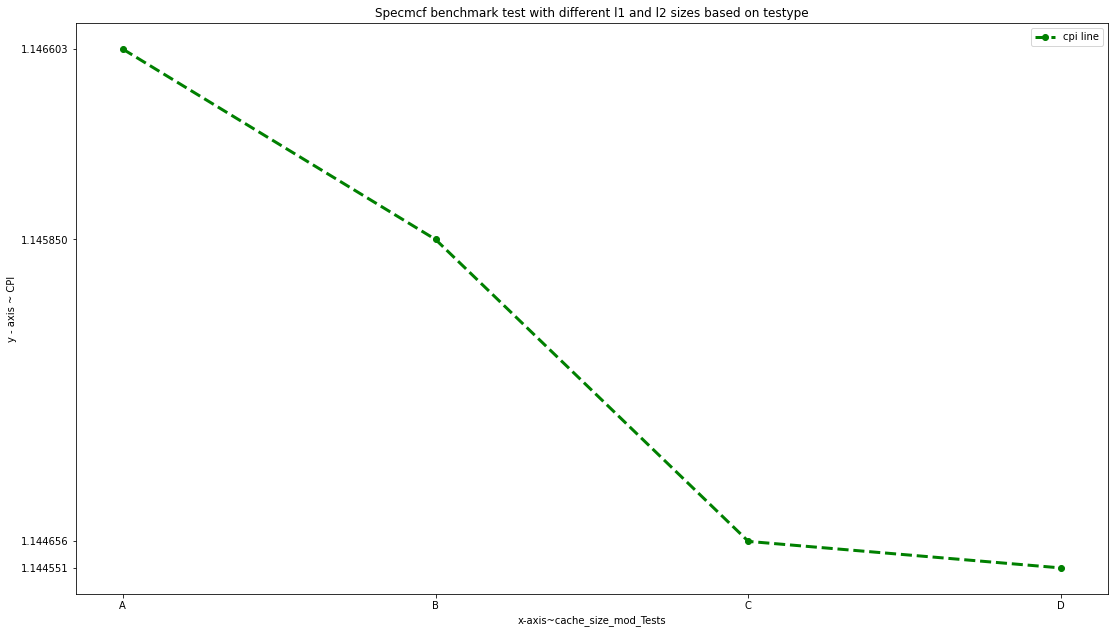 Specmcf benchmark test with different l1 and l2 sizes based on testype
cpi line
1.146603
1.145850
1.144656
1.144551
y - axis ~ CPI
A
B
C
D
x-axis~cache_size_mod_Tests